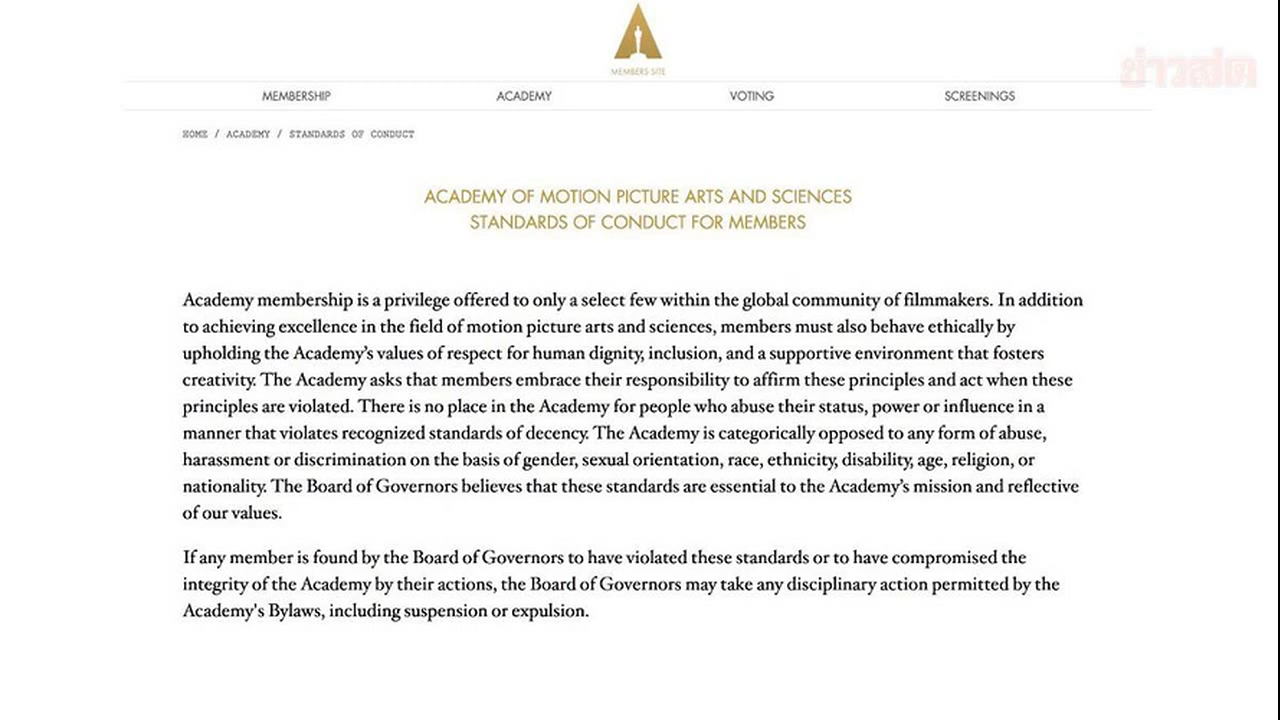 MEMBERS SITE
ข่าวสด
MEMBERSHIP ACADEMY VOTING SCREENINGS
HOME / ACADEMY / STANDARDS OF CONDUCT
ACADEMY OF MOTION PICTURE ARTS AND SCIENCES
STANDARDS OF CONDUCT FOR MEMBERS
Academy membership is a privilege offered to only a select few within the global community of filmmakers. In addition
to achieving excellence in the field of motion picture arts and sciences, members must also behave ethically by
upholding the Academy’s values of respect for human dignity, inclusion, and a supportive environment that fosters
creativity. The Academy asks that members embrace their responsibility to affirm these principles and act when these
principles are violated. There is no place in the Academy for people who abuse their status, power or influence in a
manner that violates recognized standards of decency. The Academy is categorically opposed to any form of abuse,
harassment or discrimination on the basis of gender, sexual orientation, race, ethnicity, disability, age, religion, or
nationality. The Board of Governors believes that these standards are essential to the Academy’s mission and reflective
of our values.
If any member is found by the Board of Governors to have violated these standards or to have compromised the
integrity of the Academy by their actions, the Board of Governors may take any disciplinary action permitted by the
Academy's Bylaws, including suspension or expulsion.